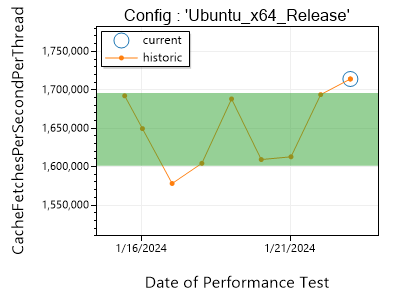 Config : 'Ubuntu_x64_Release'
CacheFetchesPerSecondPerThread
1,750,000
1,700,000
1,650,000
1,600,000
1,550,000
current
historic
1/16/2024
1/21/2024
Date of Performance Test